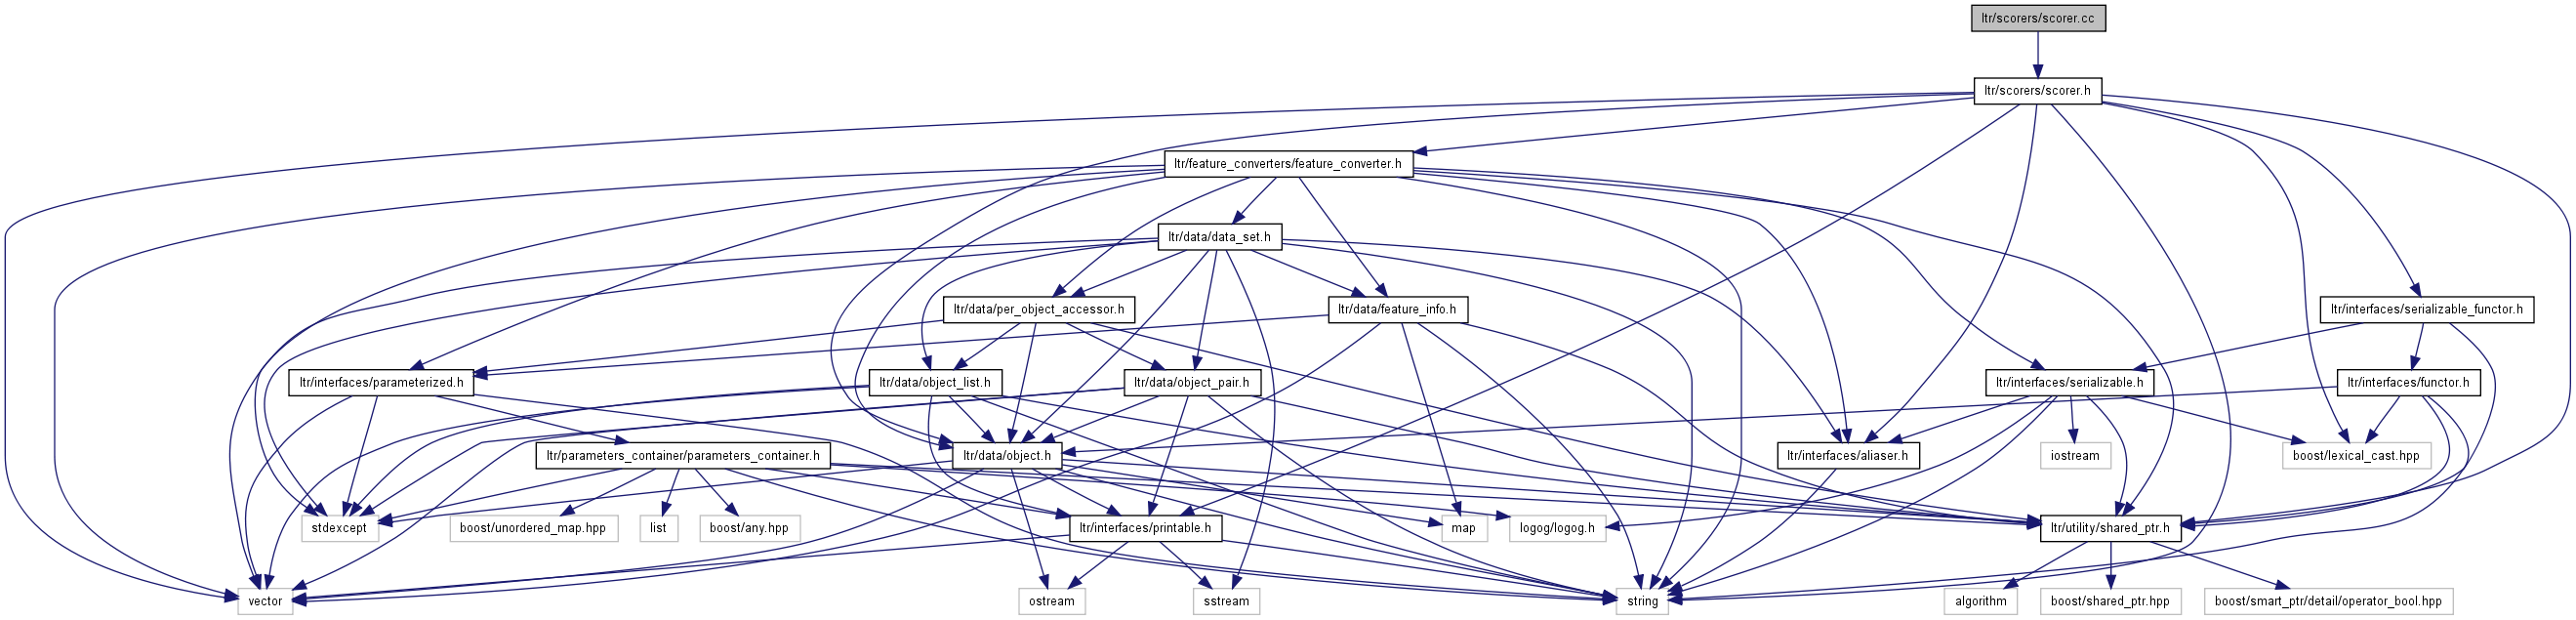 ltr/scorers/scorer.cc
ltr/scorers/scorer.h
ltr/feature_converters/feature_converter.h
ltr/data/data_set.h
ltr/data/per_object_accessor.h
ltr/data/feature_info.h
ltr/interfaces/serializable_functor.h
ltr/interfaces/parameterized.h
ltr/data/object_list.h
ltr/data/object_pair.h
ltr/interfaces/serializable.h
ltr/interfaces/functor.h
ltr/parameters_container/parameters_container.h
ltr/data/object.h
ltr/interfaces/aliaser.h
iostream
boost/lexical_cast.hpp
stdexcept
boost/unordered_map.hpp
list
boost/any.hpp
ltr/interfaces/printable.h
map
logog/logog.h
ltr/utility/shared_ptr.h
vector
ostream
sstream
string
algorithm
boost/shared_ptr.hpp
boost/smart_ptr/detail/operator_bool.hpp